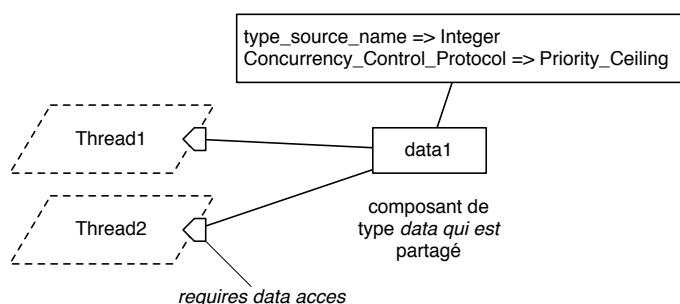 type_source_name => Integer
Concurrency_Control_Protocol => Priority_Ceiling
Thread1
data1
Thread2
composant de
type data qui est
partagé
requires data acces